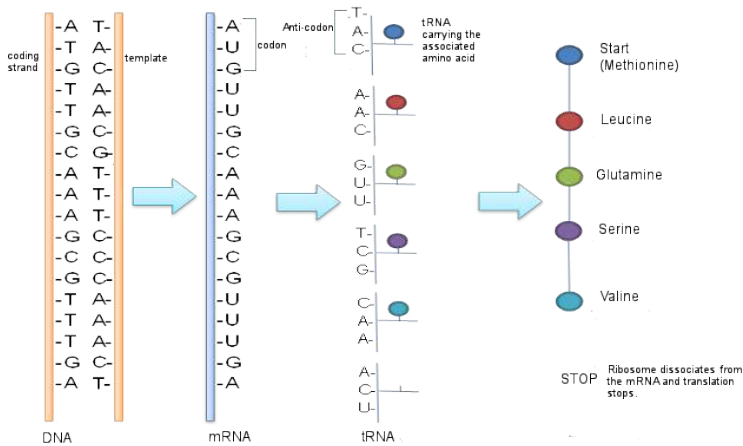 coding
strand
-A
-T
-G
-T
-T
-G
-C
-A
-A
-A
-G
-C
-G
-T
-T
-T
-G
-A
T-
A-
C-
A-
A-
C-
G-
T-
T-
T-
C-
C-
C-
A-
A-
A-
C-
T-
template
DNA
-A
-U
-G
-U
-U
-G
-C
-A
-A
-A
-G
-C
-G
-U
-U
-U
-G
-A
codon
mRNA
Anti-codon
T-
A-
C-
tRNA
carrying the
associated
amino acid
A-
A-
C-
G-
U-
U-
T-
C-
G-
C-
A-
A-
A-
C-
U-
tRNA
Start
(Methionine)
Leucine
Glutamine
Serine
Valine
STOP
Ribosome dissociates from
the mRNA and translation
stops.